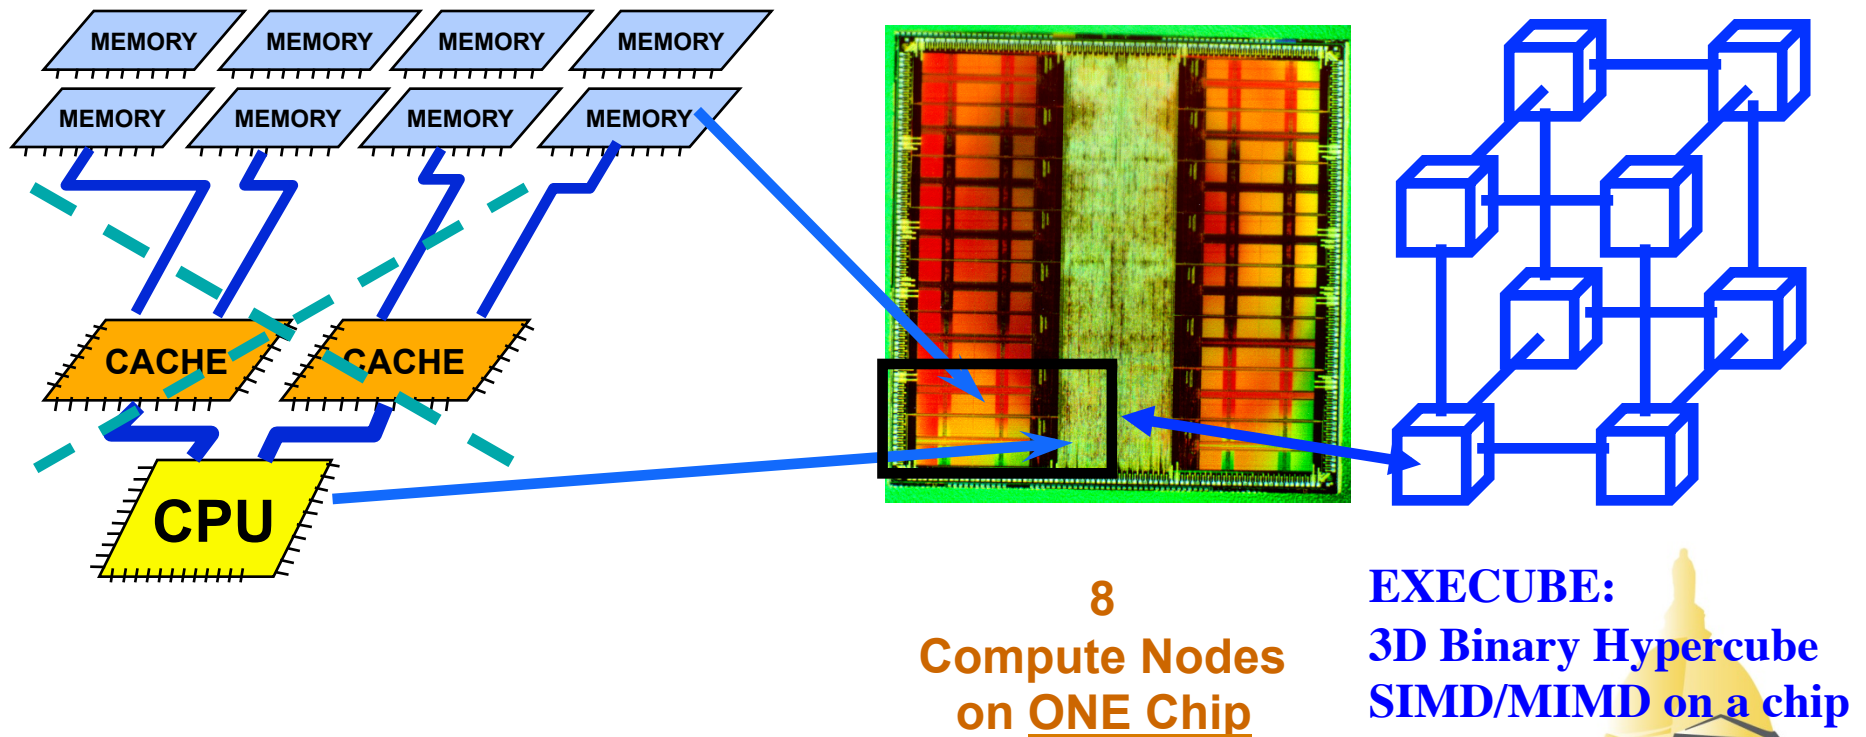 MEMORY MEMORY MEMORY MEMORY
MEMORY MEMORY MEMORY MEMORY
CACHE CACHE
CPU
8
Compute Nodes
on ONE Chip
EXECUBE:
3D Binary Hypercube
SIMD/MIMD on a chip